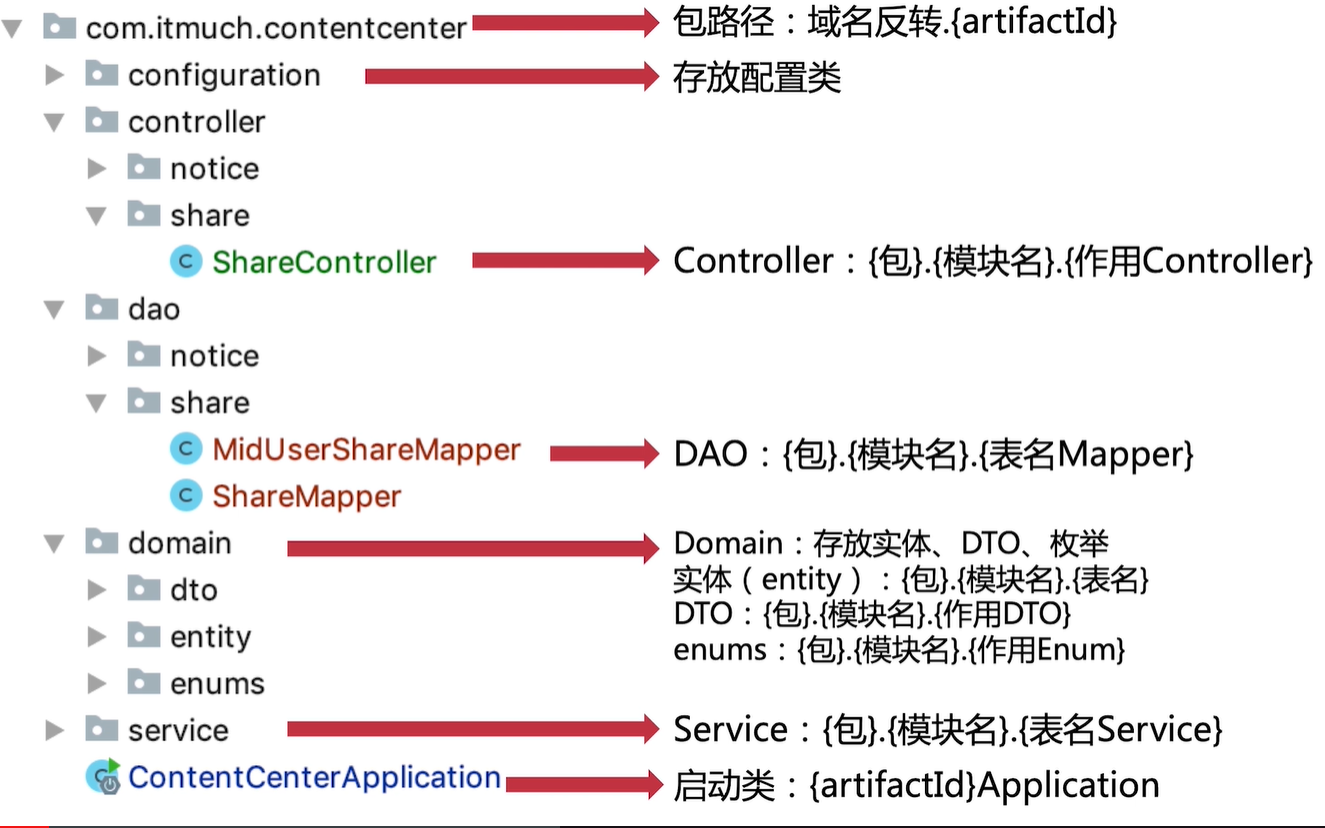 com.itmuch.contentcenter 包路径：域名反转.{artifactId}
configuration 存放配置类
controller
notice
share
C ShareController Controller：{包}.{模块名}.{作用Controller}
dao
notice
share
C MidUserShareMapper DAO：{包}.{模块名}.{表名Mapper}
C ShareMapper
domain Domain：存放实体、DTO、枚举
实体（entity）：{包}.{模块名}.{表名}
dto DTO：{包}.{模块名}.{作用DTO}
entity enums：{包}.{模块名}.{作用Enum}
enums
service Service：{包}.{模块名}.{表名Service}
C ContentCenterApplication 启动类：{artifactId}Application